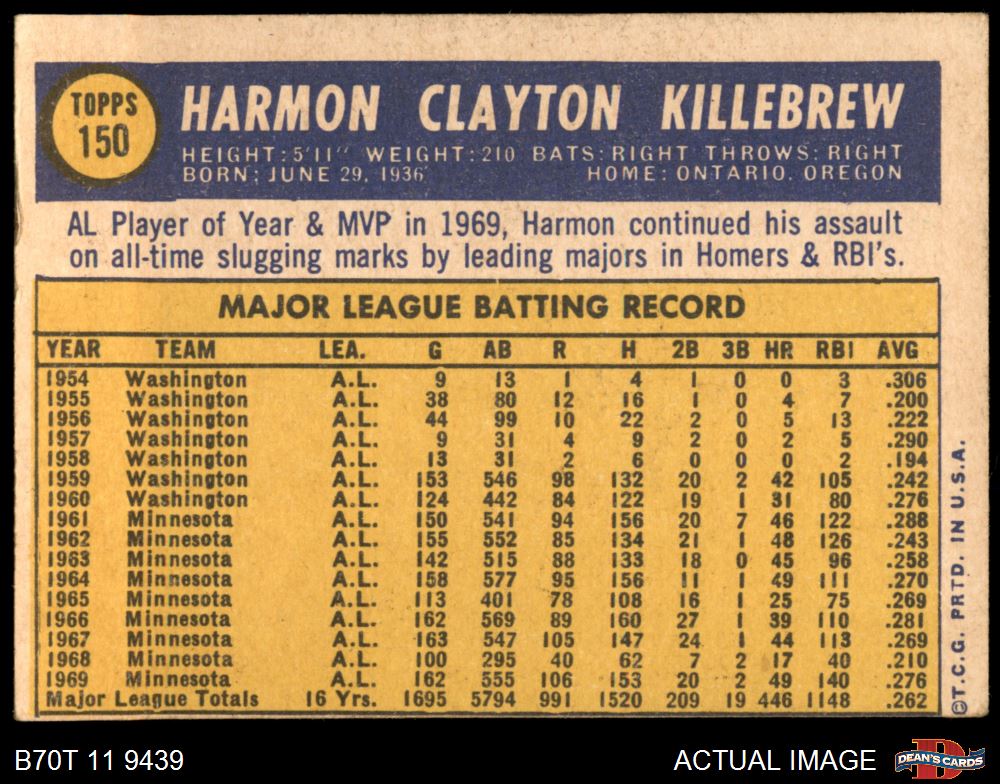 TOPPS
150
HARMON CLAYTON KILLEBREW
HEIGHT: 5'11" WEIGHT: 210 BATS: RIGHT THROWS: RIGHT
BORN: JUNE 29, 1936 HOME: ONTARIO, OREGON
AL Player of Year & MVP in 1969, Harmon continued his assault
on all-time slugging marks by leading majors in Homers & RBI's.
MAJOR LEAGUE BATTING RECORD
YEAR TEAM LEA. G AB R H 2B 3B HR RBI AVG
1954 Washington A.L. 9 13 1 4 1 0 0 3 .306
1955 Washington A.L. 38 80 12 16 1 0 4 7 .200
1956 Washington A.L. 44 99 10 22 2 0 5 13 .222
1957 Washington A.L. 9 31 4 9 2 0 2 5 .290
1958 Washington A.L. 13 31 2 6 0 0 0 2 .194
1959 Washington A.L. 153 546 98 132 20 2 42 105 .242
1960 Washington A.L. 124 442 84 122 19 1 31 80 .276
1961 Minnesota A.L. 150 541 94 156 20 7 46 122 .288
1962 Minnesota A.L. 155 552 85 134 21 1 48 126 .243
1963 Minnesota A.L. 142 515 88 133 18 0 45 96 .258
1964 Minnesota A.L. 158 577 95 156 11 1 49 111 .270
1965 Minnesota A.L. 113 401 78 108 16 1 25 75 .269
1966 Minnesota A.L. 162 569 89 160 27 1 39 110 .281
1967 Minnesota A.L. 163 547 105 147 24 1 44 113 .269
1968 Minnesota A.L. 100 295 40 62 7 2 17 40 .210
1969 Minnesota A.L. 162 555 106 153 20 2 49 140 .276
Major League Totals 16 Yrs. 1695 5794 991 1520 209 19 446 1148 .262
©T.C.G. PRTD. IN U.S.A.
B70T 11 9439
ACTUAL IMAGE
DEAN'S CARDS